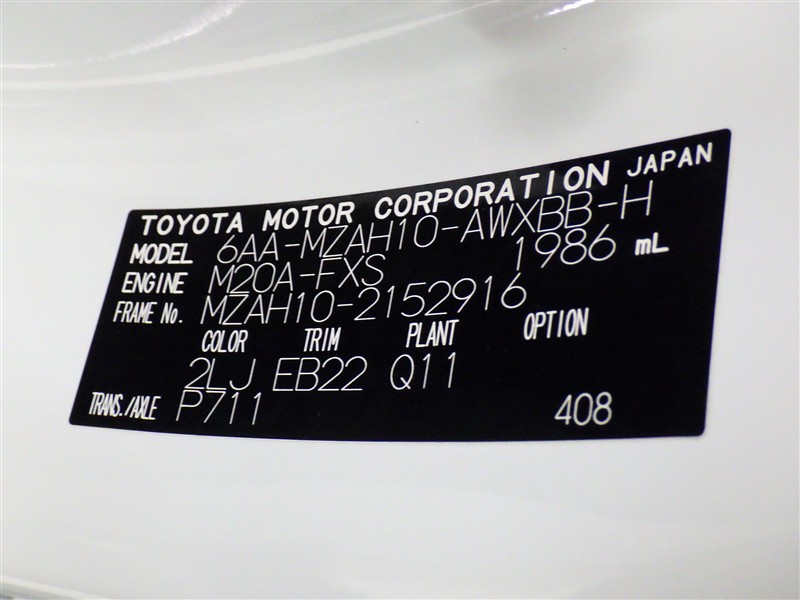 TOYOTA MOTOR CORPORATION JAPAN
MODEL 6AA-MZAH10-AWXBB-H
ENGINE M20A-FXS 1986 mL
FRAME No. MZAH10-2152916
COLOR TRIM PLANT OPTION
2LJ EB22 Q11
TRANS./AXLE P711 408